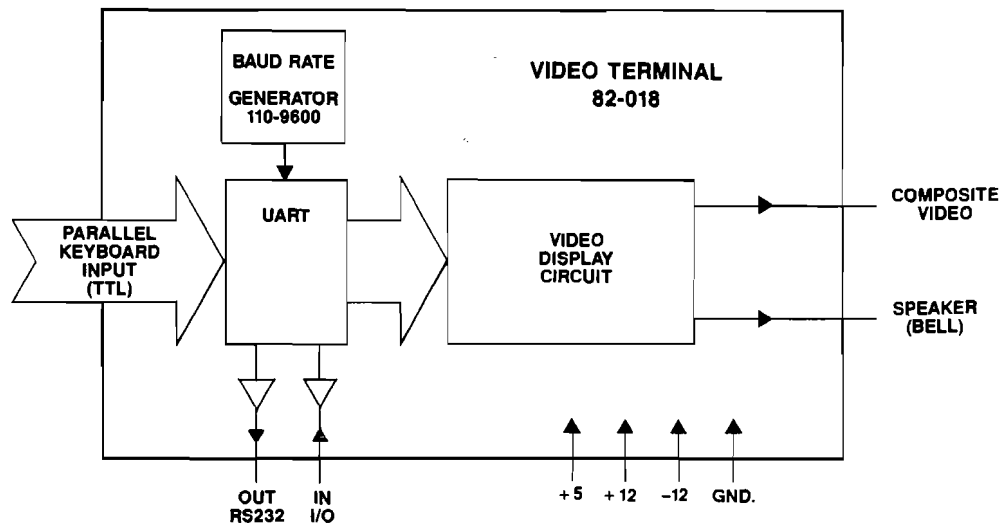 BAUD RATE
GENERATOR
110-9600
VIDEO TERMINAL
82-018
PARALLEL
KEYBOARD
INPUT
(TTL)
UART
VIDEO
DISPLAY
CIRCUIT
COMPOSITE
VIDEO
SPEAKER
(BELL)
OUT
RS232
IN
I/O
+5
+12
-12
GND.